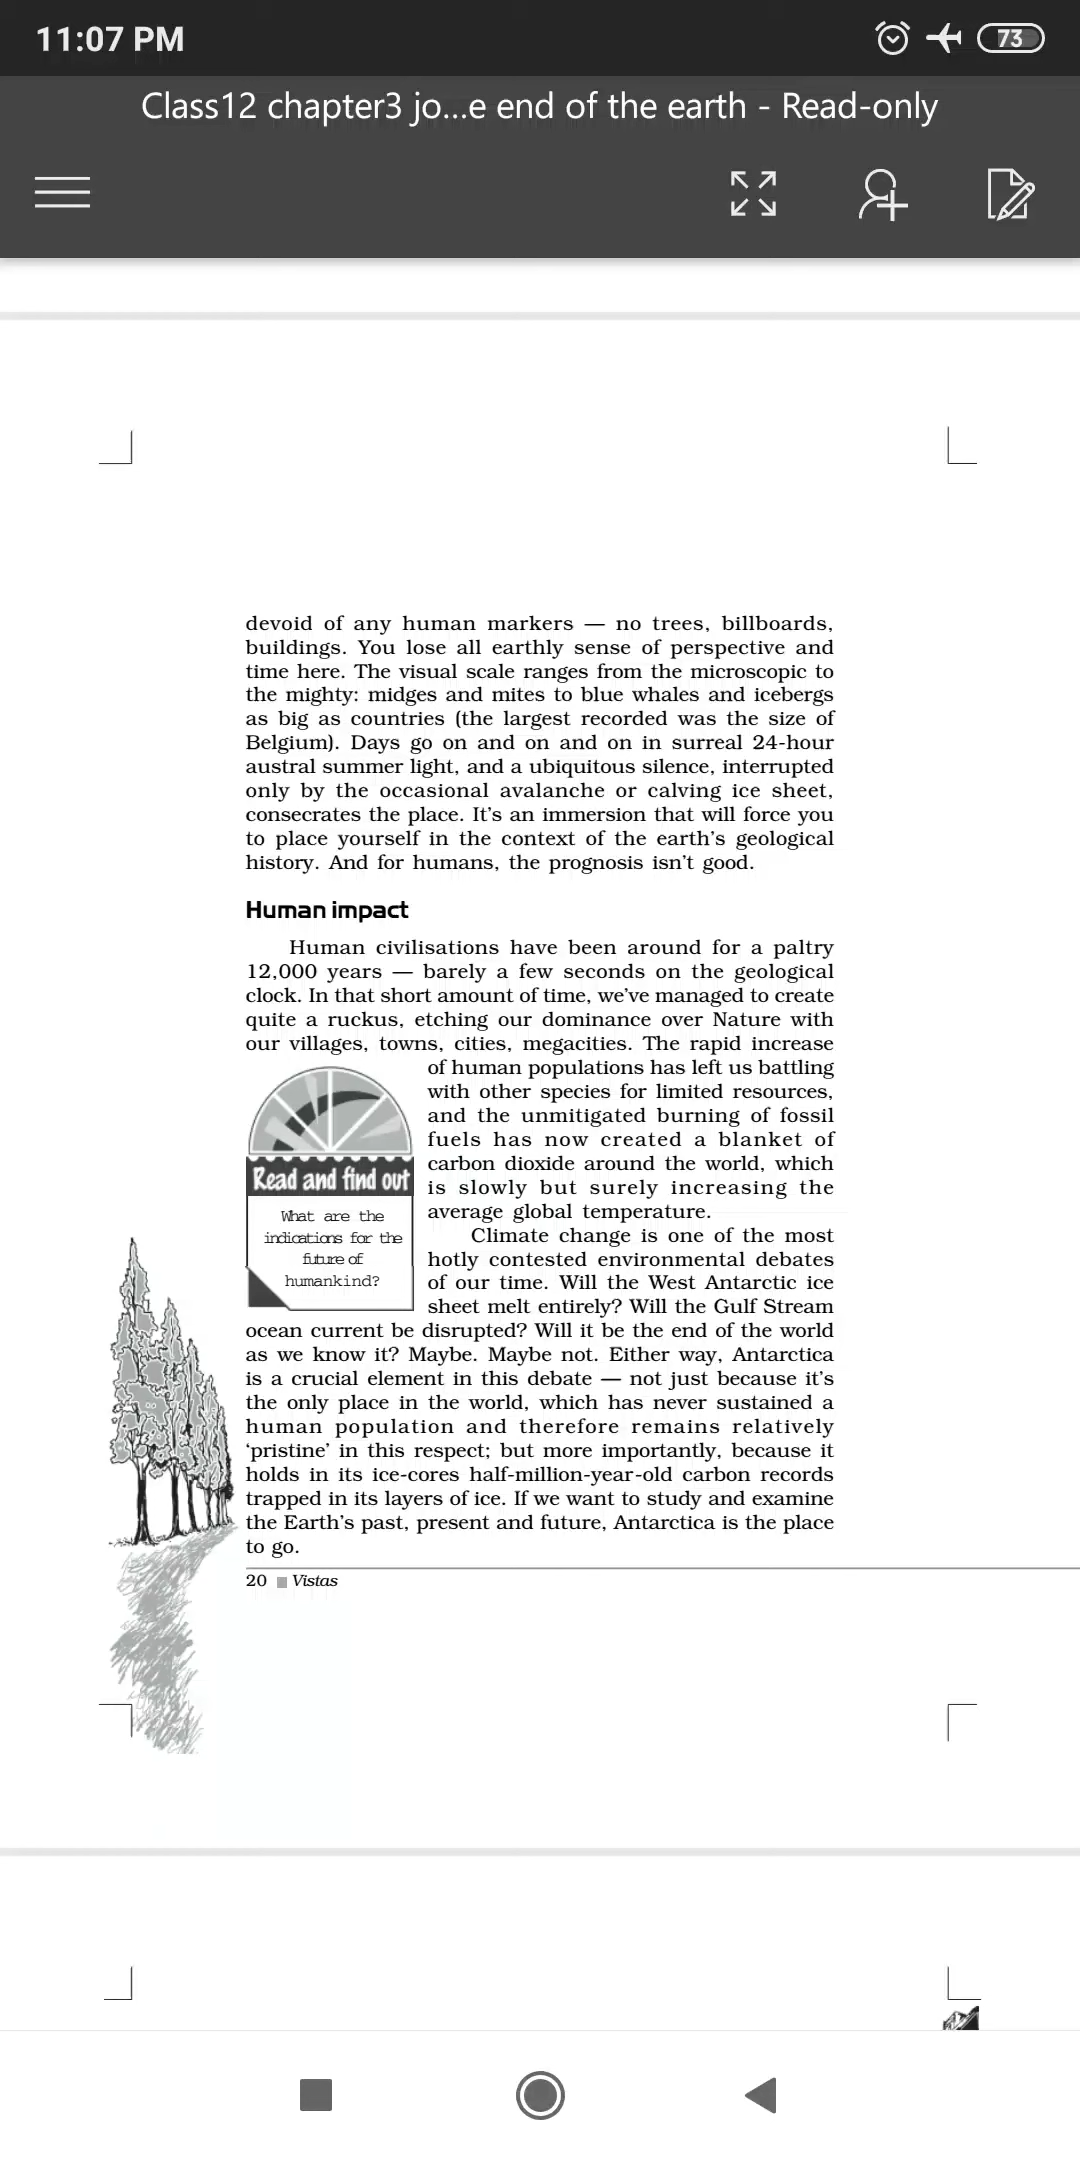 11:07 PM
73
Class12 chapter3 jo...e end of the earth - Read-only
devoid of any human markers — no trees, billboards,
buildings. You lose all earthly sense of perspective and
time here. The visual scale ranges from the microscopic to
the mighty: midges and mites to blue whales and icebergs
as big as countries (the largest recorded was the size of
Belgium). Days go on and on and on in surreal 24-hour
austral summer light, and a ubiquitous silence, interrupted
only by the occasional avalanche or calving ice sheet,
consecrates the place. It's an immersion that will force you
to place yourself in the context of the earth's geological
history. And for humans, the prognosis isn't good.
Human impact
Human civilisations have been around for a paltry
12,000 years — barely a few seconds on the geological
clock. In that short amount of time, we've managed to create
quite a ruckus, etching our dominance over Nature with
our villages, towns, cities, megacities. The rapid increase
of human populations has left us battling
with other species for limited resources,
and the unmitigated burning of fossil
fuels has now created a blanket of
carbon dioxide around the world, which
is slowly but surely increasing the
average global temperature.
Read and find out
What are the
indications for the
future of
humankind?
Climate change is one of the most
hotly contested environmental debates
of our time. Will the West Antarctic ice
sheet melt entirely? Will the Gulf Stream
ocean current be disrupted? Will it be the end of the world
as we know it? Maybe. Maybe not. Either way, Antarctica
is a crucial element in this debate — not just because it's
the only place in the world, which has never sustained a
human population and therefore remains relatively
'pristine' in this respect; but more importantly, because it
holds in its ice-cores half-million-year-old carbon records
trapped in its layers of ice. If we want to study and examine
the Earth's past, present and future, Antarctica is the place
to go.
20 ■ Vistas